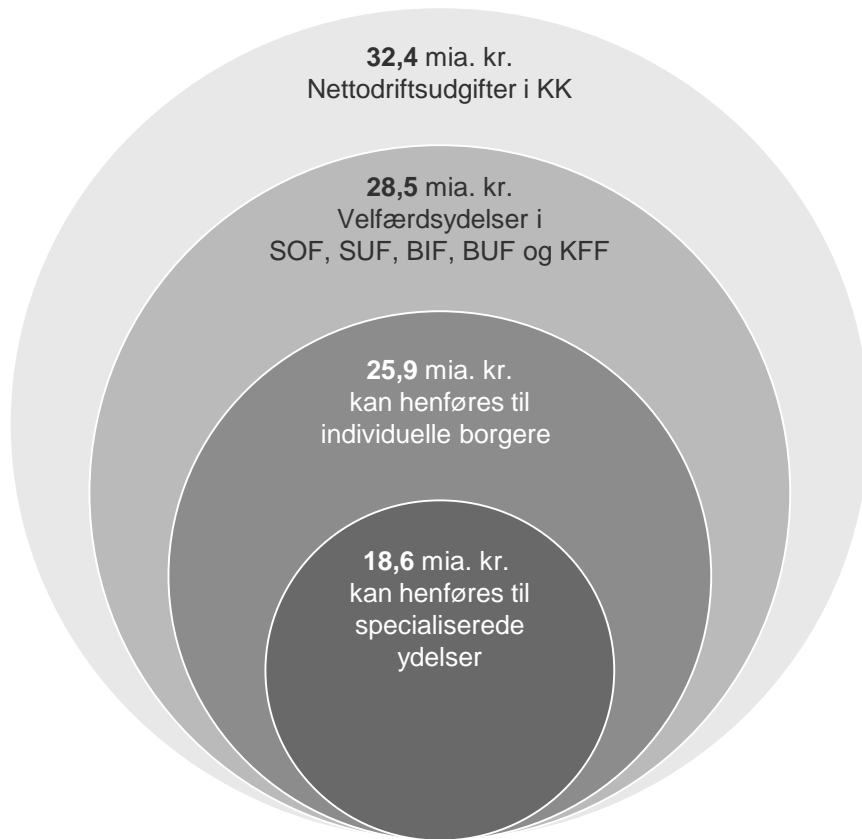 32,4 mia. kr.
Nettodriftsudgifter i KK
28,5 mia. kr.
Velfærdsydelser i
SOF, SUF, BIF, BUF og KFF
25,9 mia. kr.
kan henføres til
individuelle borgere
18,6 mia. kr.
kan henføres til
specialiserede
ydelser